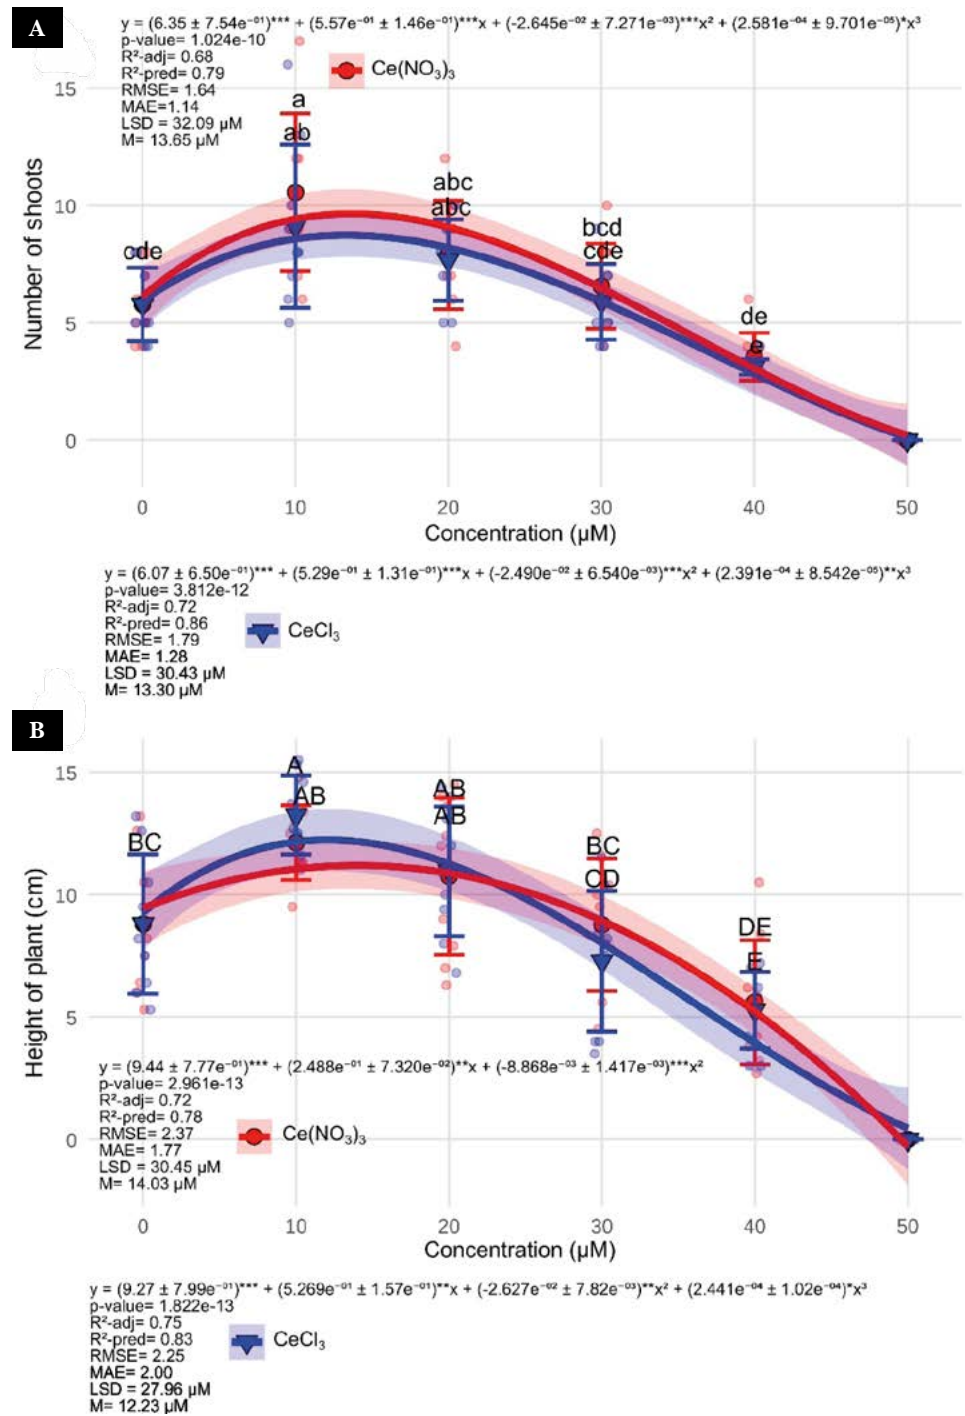 A
y = (6.35 ± 7.54e⁻⁰¹)*** + (5.57e⁻⁰¹ ± 1.46e⁻⁰¹)***x + (-2.645e⁻⁰² ± 7.271e⁻⁰³)***x² + (2.581e⁻⁰⁴ ± 9.701e⁻⁰⁵)*x³
p-value= 1.024e-10
R²-adj= 0.68
R²-pred= 0.79
RMSE= 1.64
MAE=1.14
LSD = 32.09 µM
M= 13.65 µM
Ce(NO₃)₃
Number of shoots
15
10
5
0
cde
a
ab
abc
abc
bcd
cde
de
e
0 10 20 30 40 50
Concentration (µM)
y = (6.07 ± 6.50e⁻⁰¹)*** + (5.29e⁻⁰¹ ± 1.31e⁻⁰¹)***x + (-2.490e⁻⁰² ± 6.540e⁻⁰³)***x² + (2.391e⁻⁰⁴ ± 8.542e⁻⁰⁵)**x³
p-value= 3.812e-12
R²-adj= 0.72
R²-pred= 0.86
RMSE= 1.79
MAE= 1.28
LSD = 30.43 µM
M= 13.30 µM
CeCl₃
B
Height of plant (cm)
15
10
5
0
BC
A
AB
AB
AB
BC
CD
DE
E
y = (9.44 ± 7.77e⁻⁰¹)*** + (2.488e⁻⁰¹ ± 7.320e⁻⁰²)**x + (-8.868e⁻⁰³ ± 1.417e⁻⁰³)***x²
p-value= 2.961e-13
R²-adj= 0.72
R²-pred= 0.78
RMSE= 2.37
MAE= 1.77
LSD = 30.45 µM
M= 14.03 µM
Ce(NO₃)₃
0 10 20 30 40 50
Concentration (µM)
y = (9.27 ± 7.99e⁻⁰¹)*** + (5.269e⁻⁰¹ ± 1.57e⁻⁰¹)**x + (-2.627e⁻⁰² ± 7.82e⁻⁰³)**x² + (2.441e⁻⁰⁴ ± 1.02e⁻⁰⁴)*x³
p-value= 1.822e-13
R²-adj= 0.75
R²-pred= 0.83
RMSE= 2.25
MAE= 2.00
LSD = 27.96 µM
M= 12.23 µM
CeCl₃